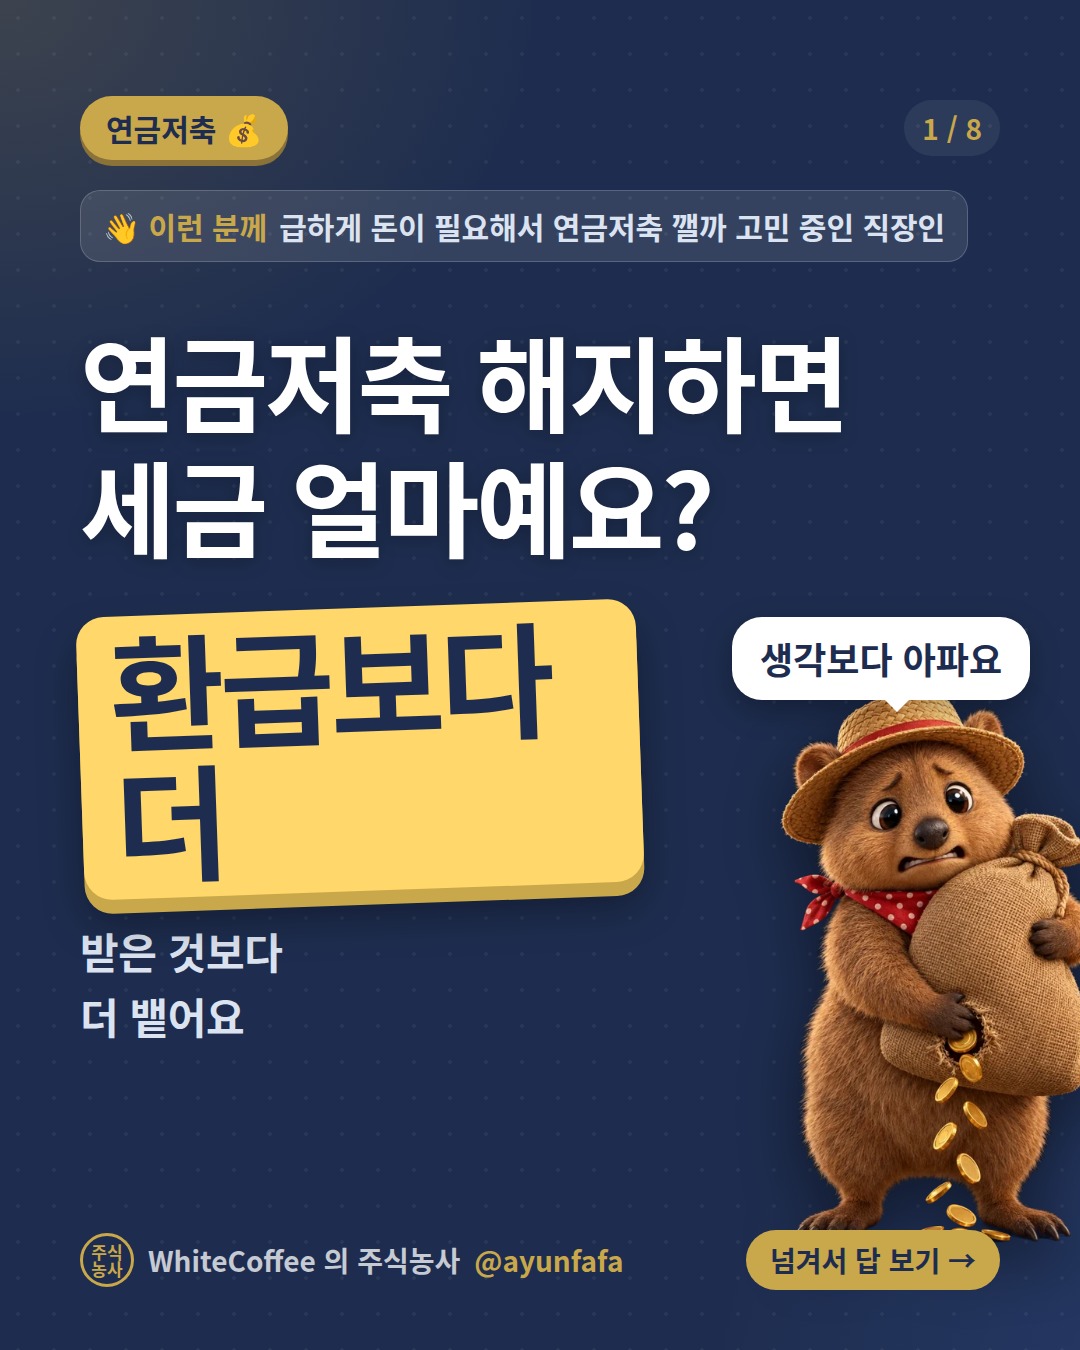 연금저축 💰
1 / 8
👋 이런 분께 급하게 돈이 필요해서 연금저축 깰까 고민 중인 직장인
연금저축 해지하면
세금 얼마예요?
환급보다
더
생각보다 아파요
받은 것보다
더 뱉어요
주식
농사
WhiteCoffee 의 주식농사 @ayunfafa
넘겨서 답 보기 →